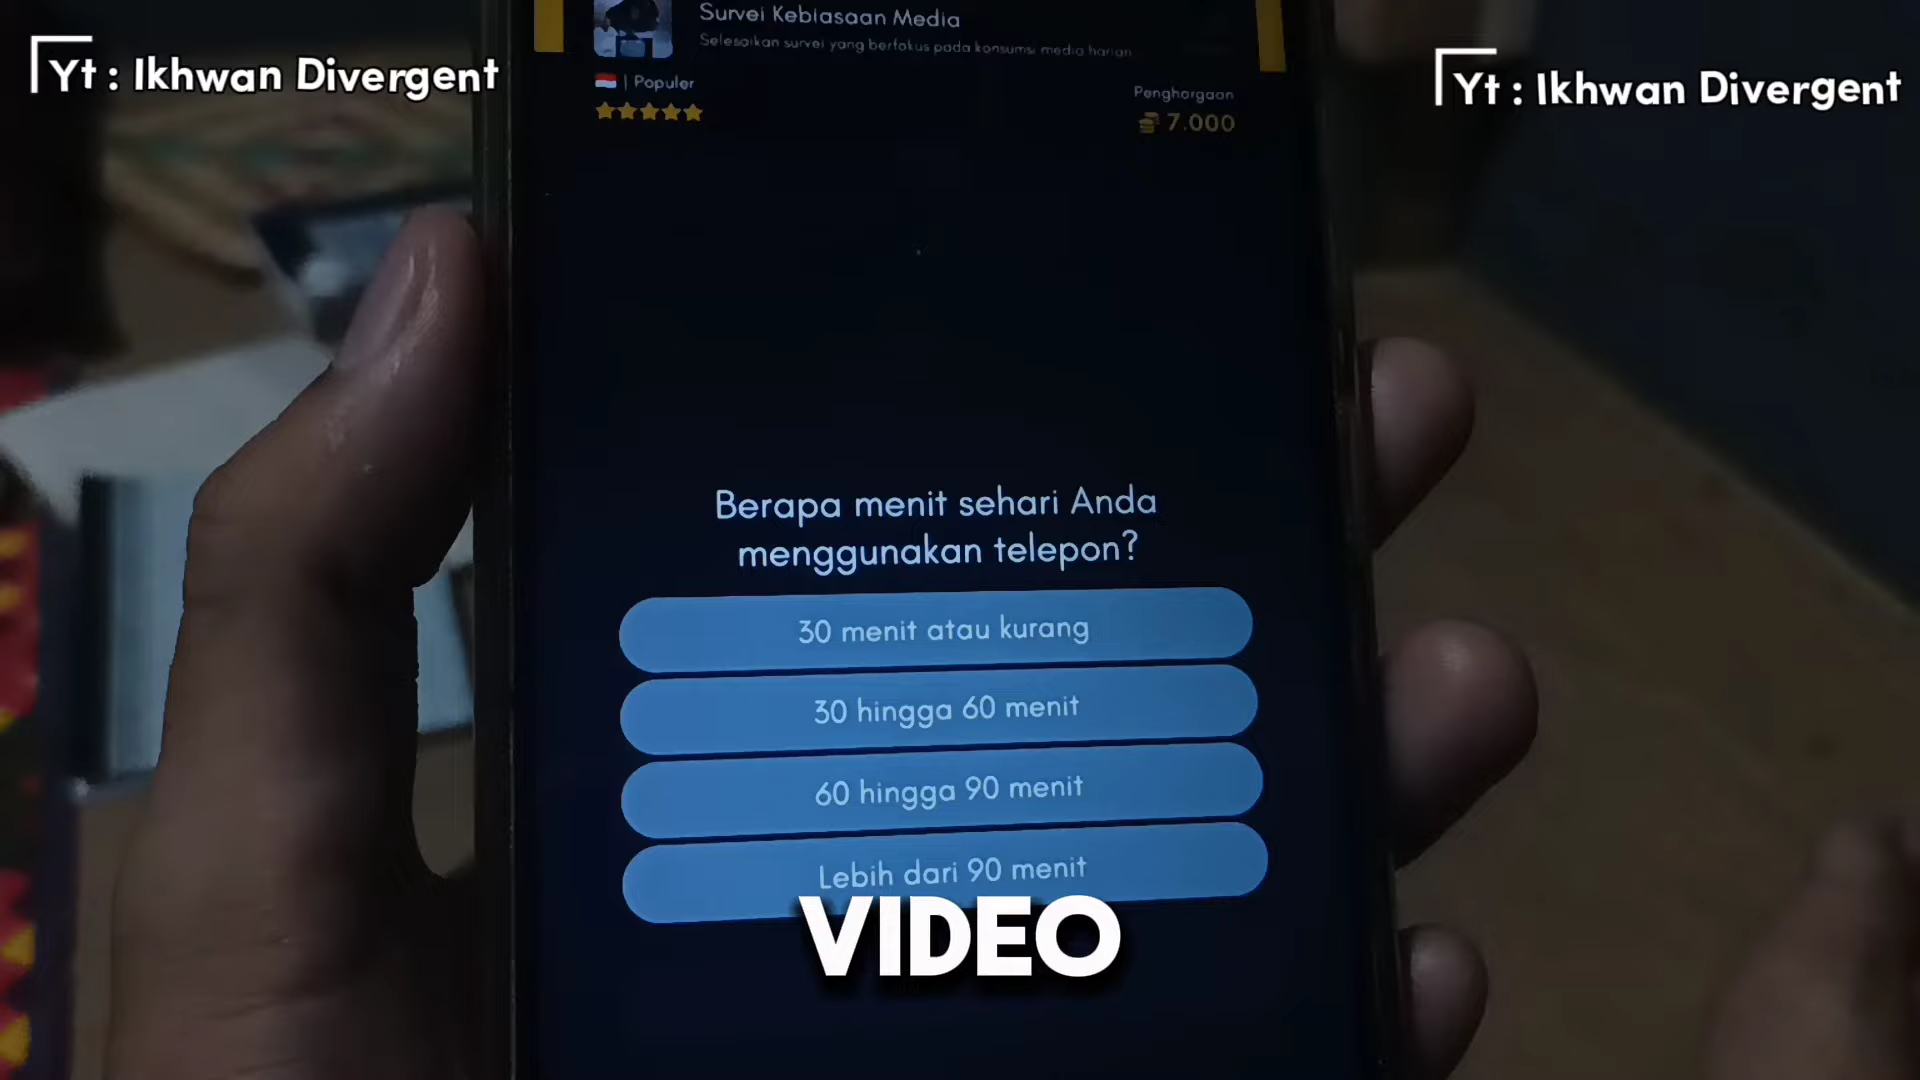 Yt : Ikhwan Divergent
Yt : Ikhwan Divergent
Survei Kebiasaan Media
Selesaikan survei yang berfokus pada konsumsi media harian
| Populer
Penghargaan
7.000
Berapa menit sehari Anda
menggunakan telepon?
30 menit atau kurang
30 hingga 60 menit
60 hingga 90 menit
Lebih dari 90 menit
VIDEO